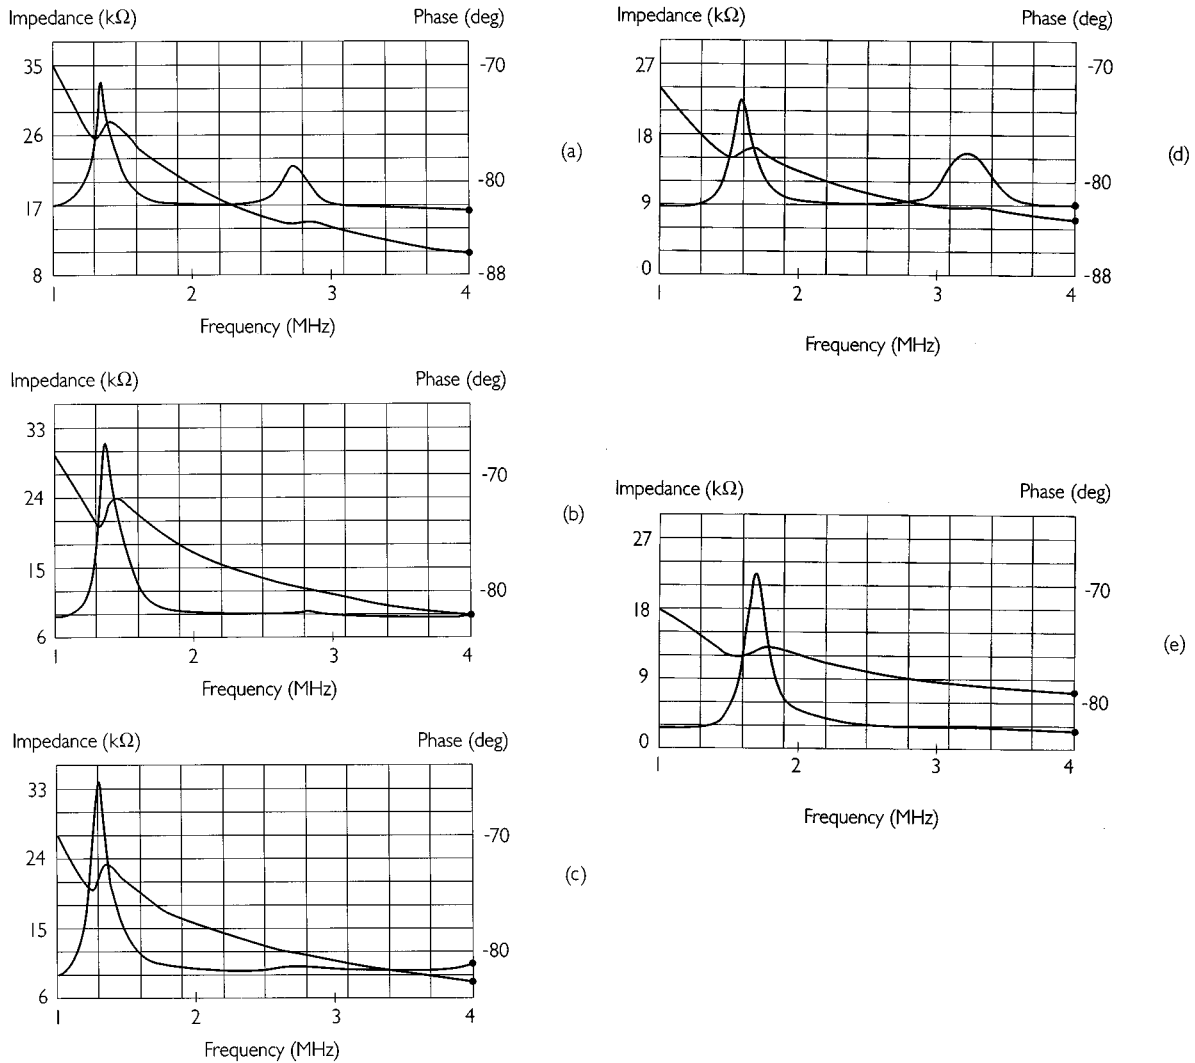 Impedance (kΩ) Phase (deg)
35 -70
26
(a)
-80
17
8 -88
1 2 3 4
Frequency (MHz)
Impedance (kΩ) Phase (deg)
33
-70
24
(b)
15
-80
6
1 2 3 4
Frequency (MHz)
Impedance (kΩ) Phase (deg)
33
-70
24
(c)
15
-80
6
1 2 3 4
Frequency (MHz)
Impedance (kΩ) Phase (deg)
27 -70
18
(d)
-80
9
0 -88
1 2 3 4
Frequency (MHz)
Impedance (kΩ) Phase (deg)
27
-70
18
(e)
9
-80
0
1 2 3 4
Frequency (MHz)